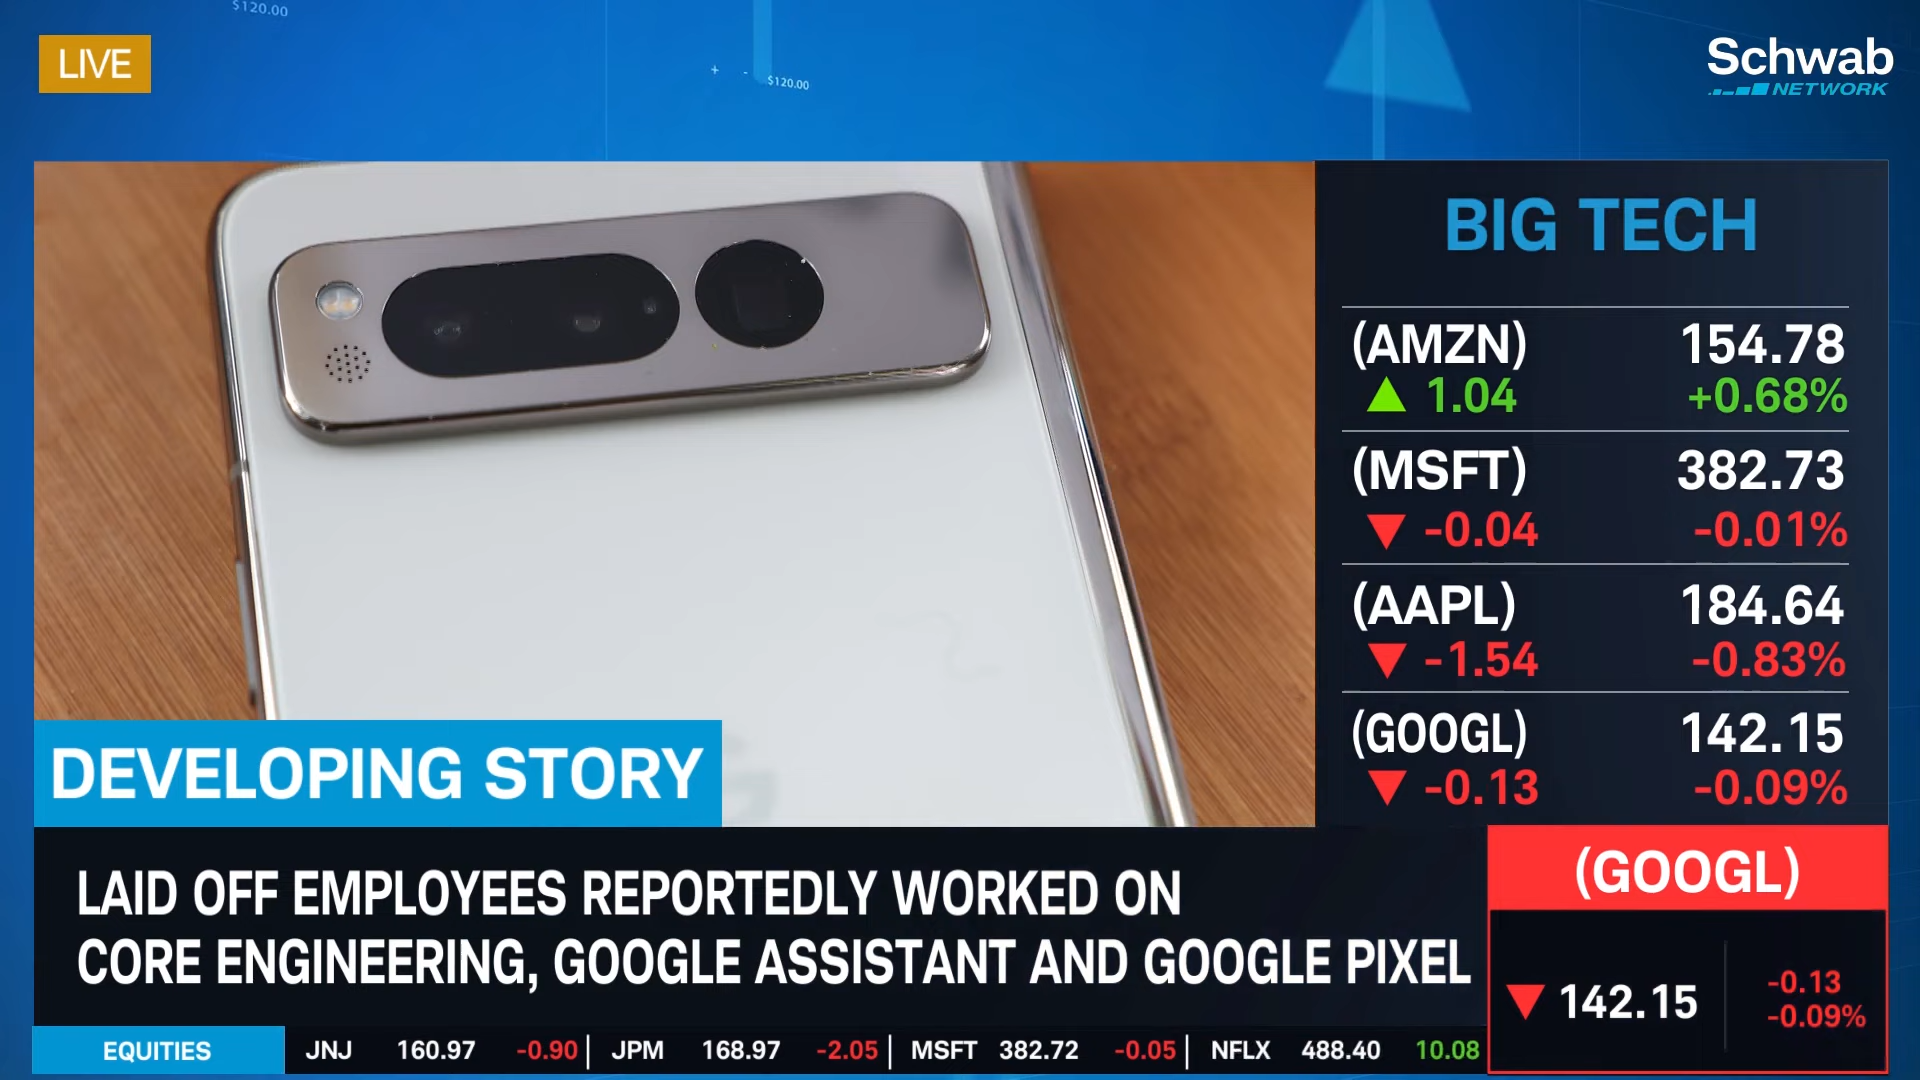 $120.00
+ - $120.00
LIVE
Schwab
NETWORK
BIG TECH
(AMZN) 154.78
▲ 1.04 +0.68%
(MSFT) 382.73
▼ -0.04 -0.01%
(AAPL) 184.64
▼ -1.54 -0.83%
(GOOGL) 142.15
▼ -0.13 -0.09%
DEVELOPING STORY
LAID OFF EMPLOYEES REPORTEDLY WORKED ON
CORE ENGINEERING, GOOGLE ASSISTANT AND GOOGLE PIXEL
(GOOGL)
▼ 142.15
-0.13
-0.09%
EQUITIES JNJ 160.97 -0.90 | JPM 168.97 -2.05 | MSFT 382.72 -0.05 | NFLX 488.40 10.08